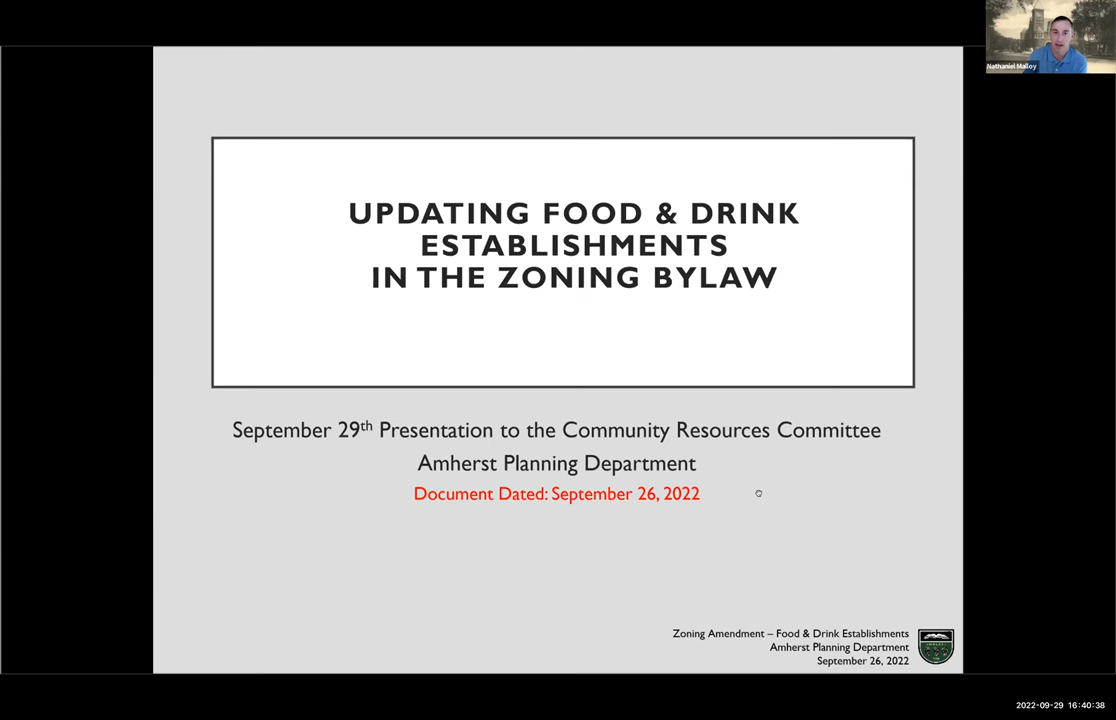 Nathaniel Malloy
UPDATING FOOD & DRINK
ESTABLISHMENTS
IN THE ZONING BYLAW
September 29th Presentation to the Community Resources Committee
Amherst Planning Department
Document Dated: September 26, 2022
Zoning Amendment – Food & Drink Establishments
Amherst Planning Department
September 26, 2022
2022-09-29 16:40:38